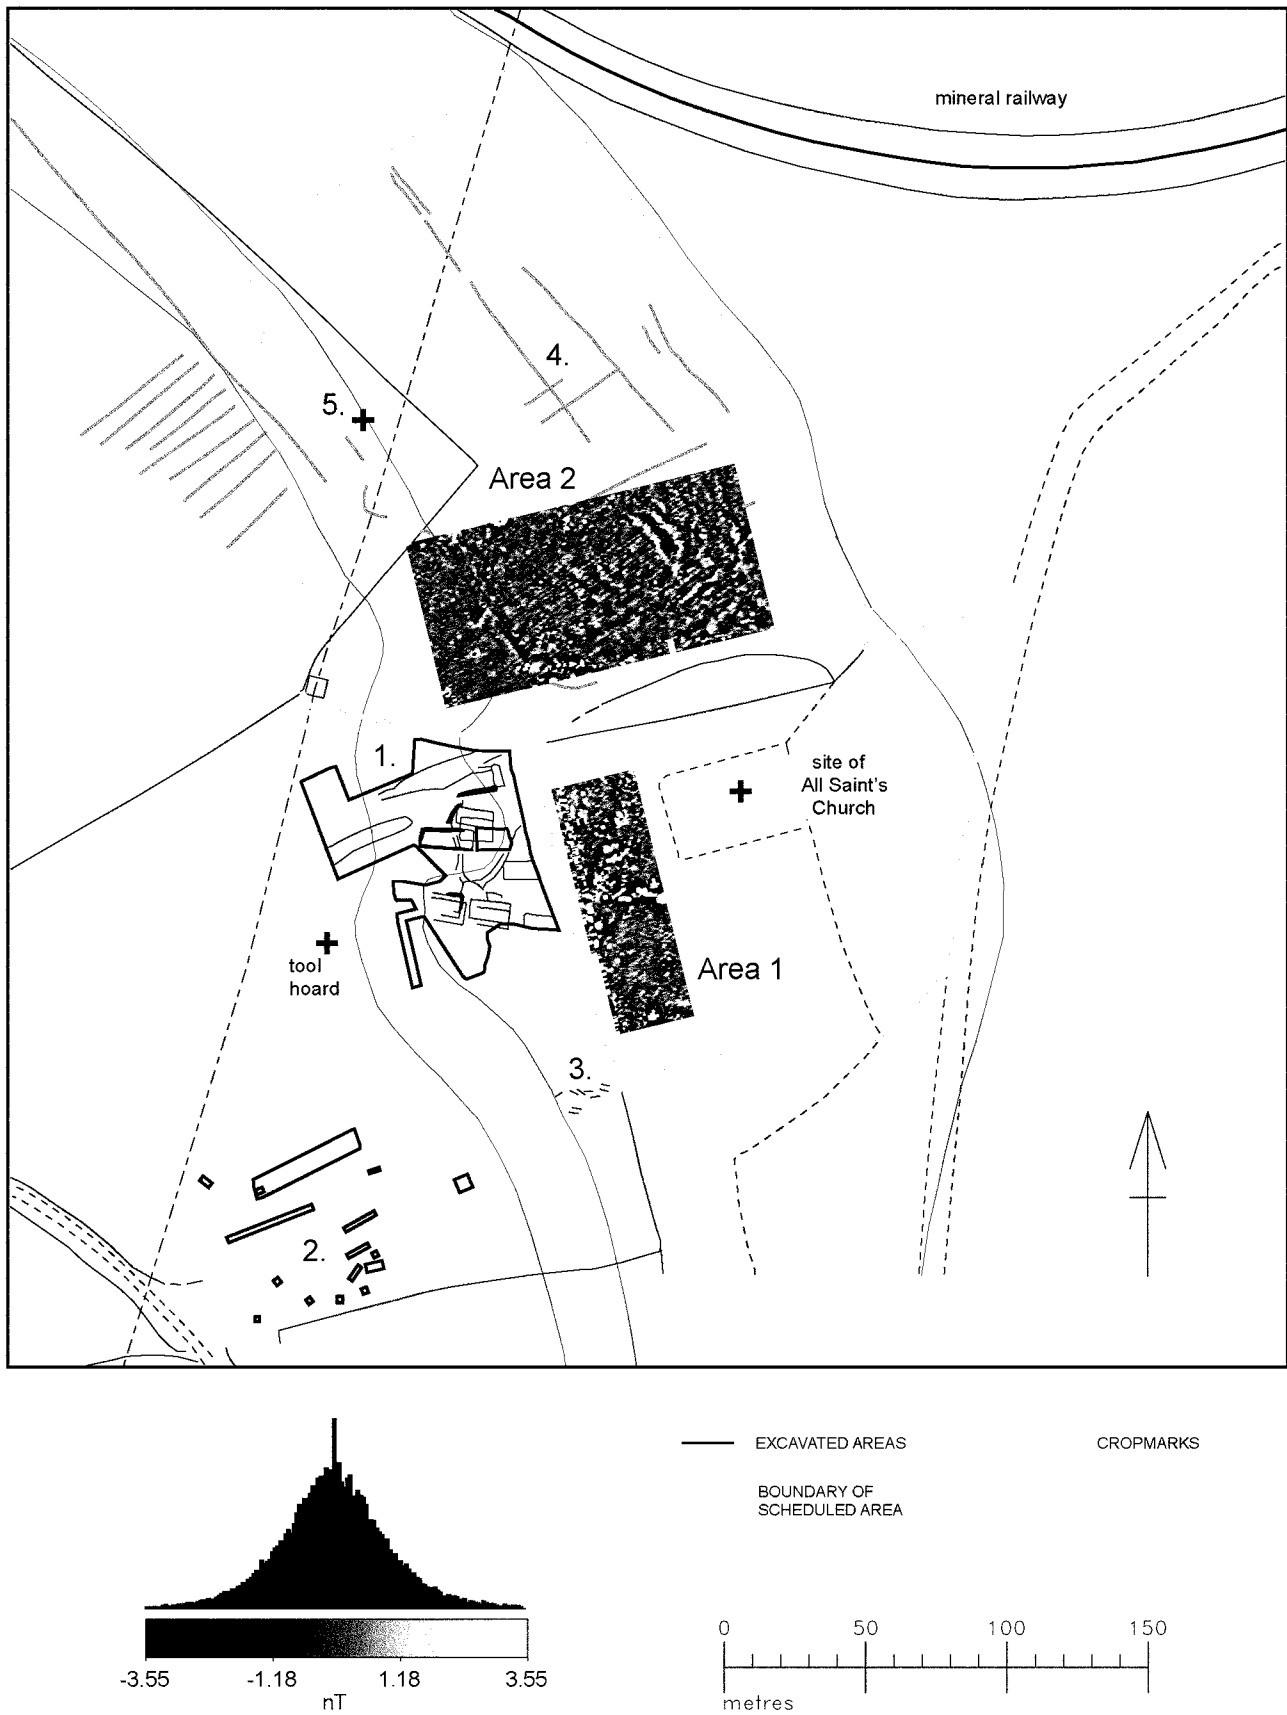 mineral railway
4.
5.
Area 2
1.
site of
All Saint's
Church
tool
hoard
Area 1
3.
2.
EXCAVATED AREAS
CROPMARKS
BOUNDARY OF
SCHEDULED AREA
0 50 100 150
metres
-3.55 -1.18 1.18 3.55
nT